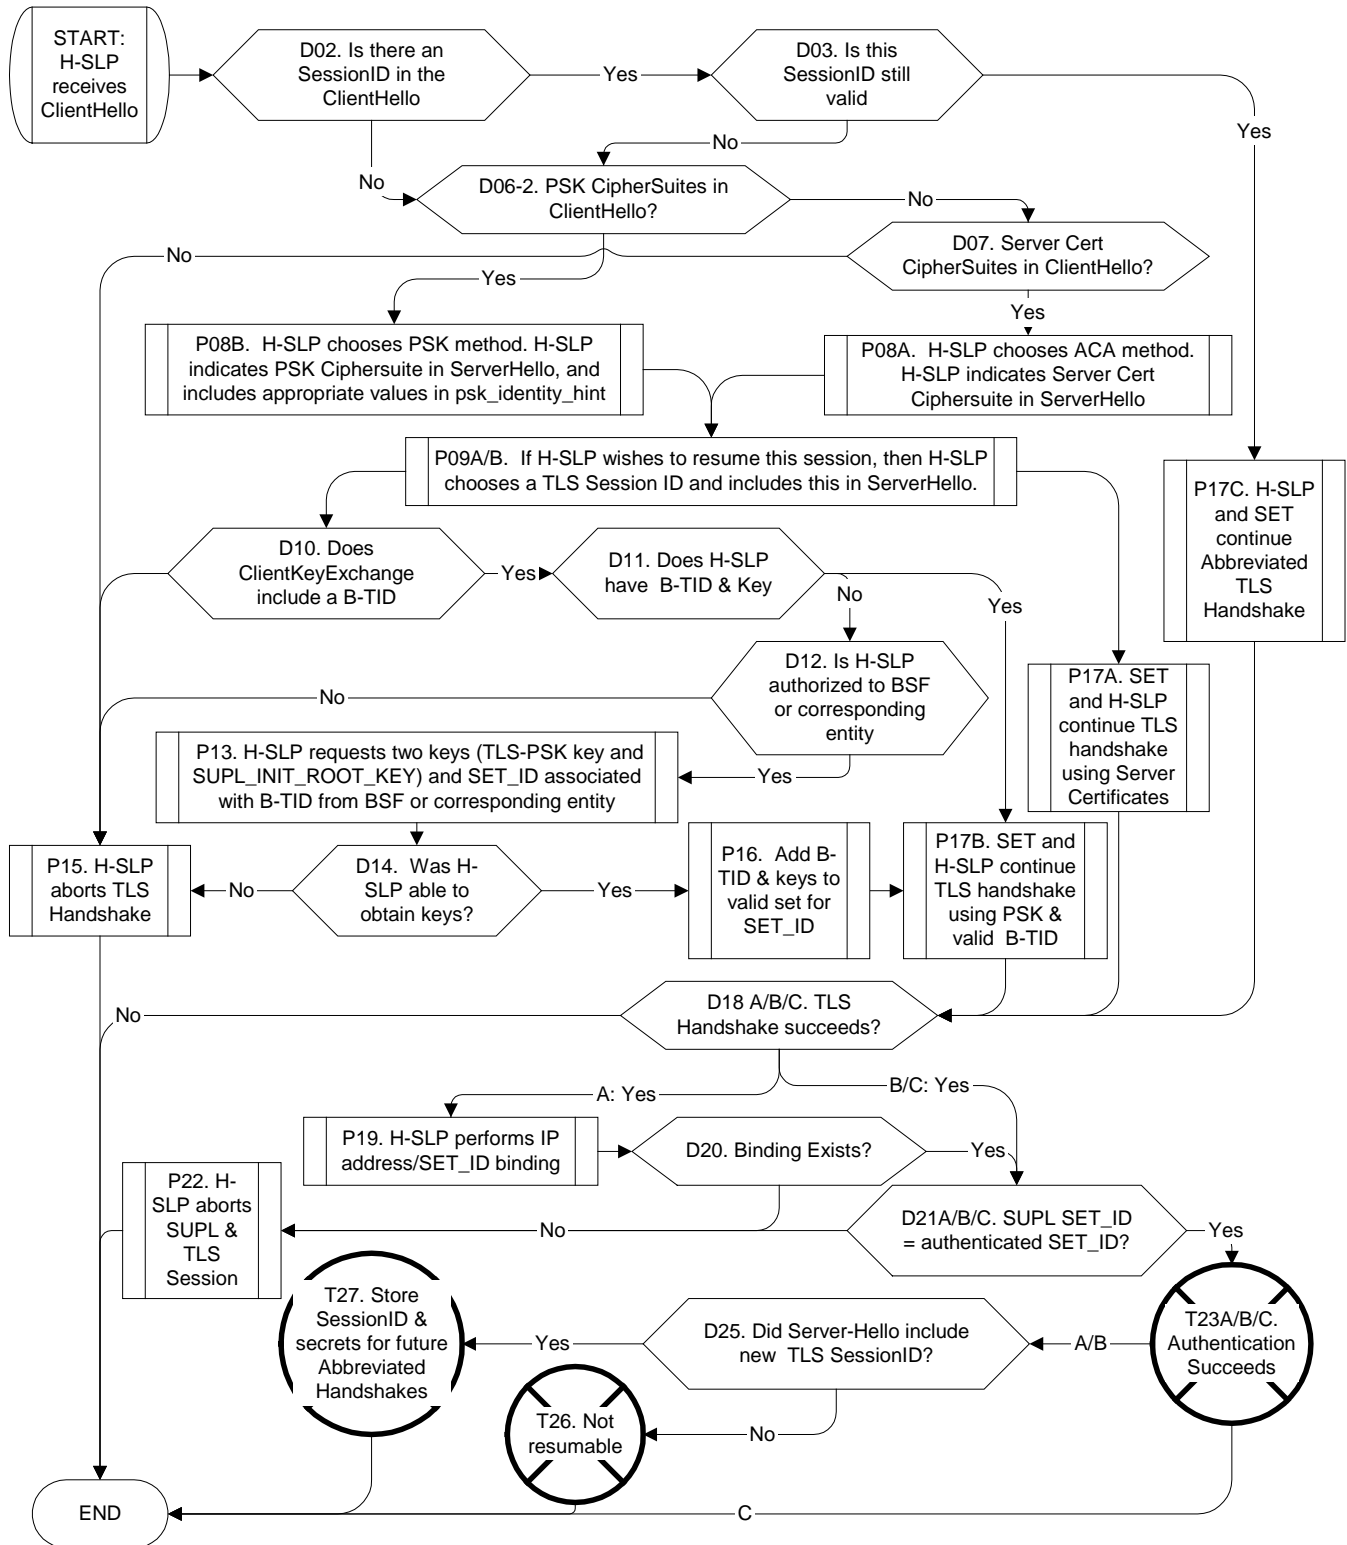 START:
H-SLP
receives
ClientHello
D02. Is there an
SessionID in the
ClientHello
Yes
D03. Is this
SessionID still
valid
Yes
No
No
D06-2. PSK CipherSuites in
ClientHello?
No
D07. Server Cert
CipherSuites in ClientHello?
No
Yes
Yes
P08B.  H-SLP chooses PSK method. H-SLP
indicates PSK Ciphersuite in ServerHello, and
includes appropriate values in psk_identity_hint
P08A.  H-SLP chooses ACA method.
H-SLP indicates Server Cert
Ciphersuite in ServerHello
P09A/B.  If H-SLP wishes to resume this session, then H-SLP
chooses a TLS Session ID and includes this in ServerHello.
P17C. H-SLP
and SET
continue
Abbreviated
TLS
Handshake
D10. Does
ClientKeyExchange
include a B-TID
Yes
D11. Does H-SLP
have  B-TID & Key
No
Yes
D12. Is H-SLP
authorized to BSF
or corresponding
entity
No
P17A. SET
and H-SLP
continue TLS
handshake
using Server
Certificates
P13. H-SLP requests two keys (TLS-PSK key and
SUPL_INIT_ROOT_KEY) and SET_ID associated
with B-TID from BSF or corresponding entity
Yes
P15. H-SLP
aborts TLS
Handshake
No
D14.  Was H-
SLP able to
obtain keys?
Yes
P16.  Add B-
TID & keys to
valid set for
SET_ID
P17B. SET and
H-SLP continue
TLS handshake
using PSK &
valid  B-TID
D18 A/B/C. TLS
Handshake succeeds?
No
A: Yes
B/C: Yes
P19. H-SLP performs IP
address/SET_ID binding
D20. Binding Exists?
Yes
P22. H-
SLP aborts
SUPL &
TLS
Session
No
D21A/B/C. SUPL SET_ID
= authenticated SET_ID?
Yes
T27. Store
SessionID &
secrets for future
Abbreviated
Handshakes
Yes
D25. Did Server-Hello include
new  TLS SessionID?
A/B
T23A/B/C.
Authentication
Succeeds
T26. Not
resumable
No
END
C